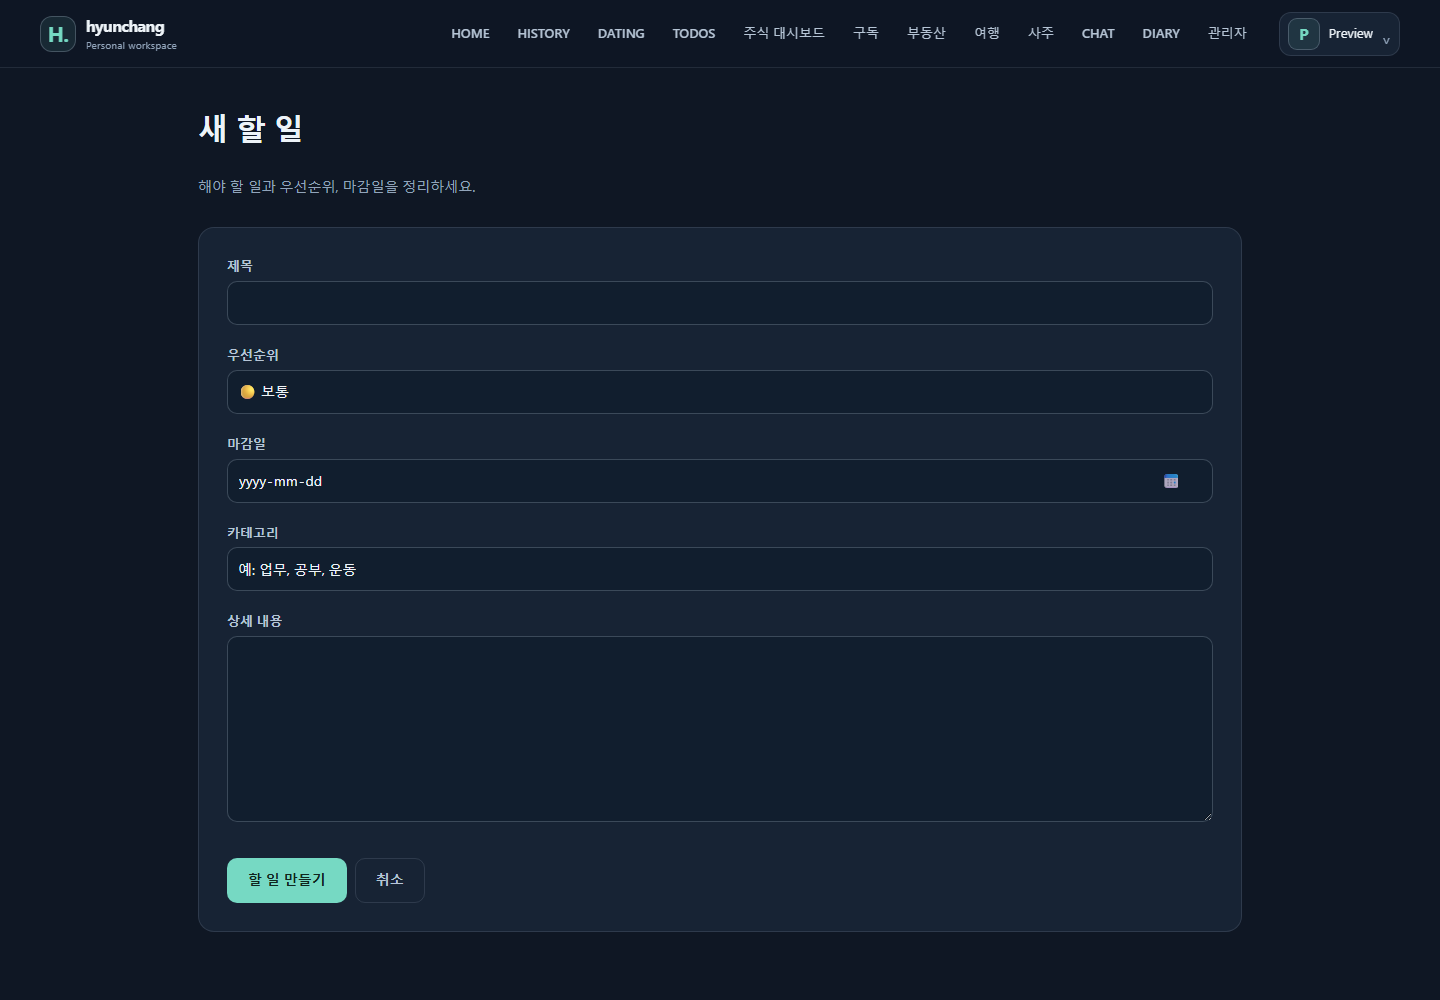 H. hyunchang
Personal workspace
HOME HISTORY DATING TODOS 주식 대시보드 구독 부동산 여행 사주 CHAT DIARY 관리자 P Preview v
새 할 일
해야 할 일과 우선순위, 마감일을 정리하세요.
제목
우선순위
보통
마감일
yyyy-mm-dd
카테고리
예: 업무, 공부, 운동
상세 내용
할 일 만들기 취소